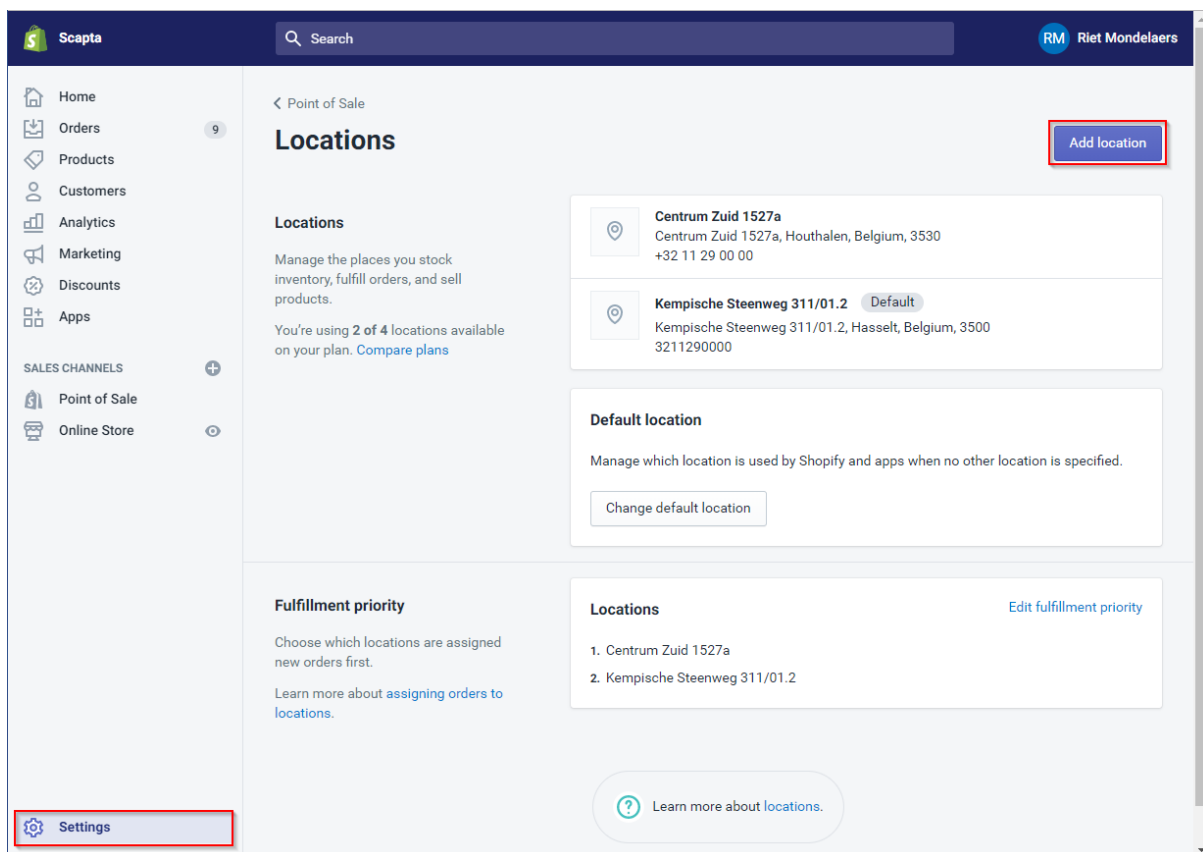 Scapta
Search
RM Riet Mondelaers
Home
Orders 9
Products
Customers
Analytics
Marketing
Discounts
Apps
SALES CHANNELS
Point of Sale
Online Store
Settings
Point of Sale
Locations
Add location
Locations
Manage the places you stock
inventory, fulfill orders, and sell
products.
You're using 2 of 4 locations available
on your plan. Compare plans
Centrum Zuid 1527a
Centrum Zuid 1527a, Houthalen, Belgium, 3530
+32 11 29 00 00
Kempische Steenweg 311/01.2 Default
Kempische Steenweg 311/01.2, Hasselt, Belgium, 3500
3211290000
Default location
Manage which location is used by Shopify and apps when no other location is specified.
Change default location
Fulfillment priority
Choose which locations are assigned
new orders first.
Learn more about assigning orders to
locations.
Locations
Edit fulfillment priority
1. Centrum Zuid 1527a
2. Kempische Steenweg 311/01.2
Learn more about locations.